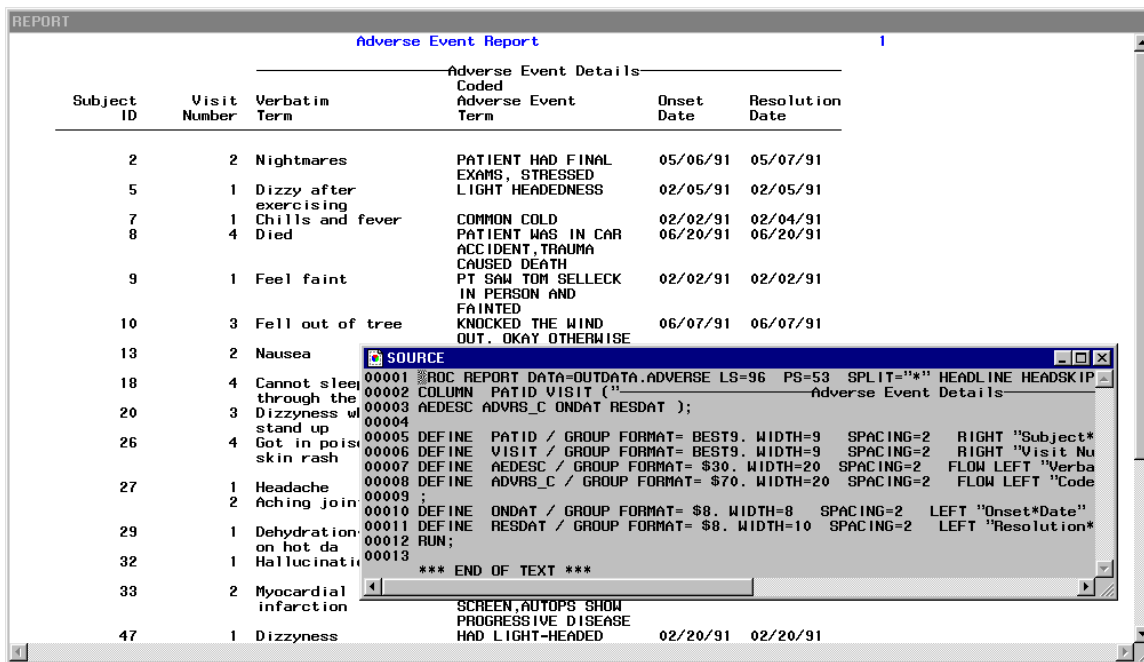 REPORT
Adverse Event Report 1
Adverse Event Details
Coded
Subject Visit Verbatim Adverse Event Onset Resolution
ID Number Term Term Date Date
2 2 Nightmares PATIENT HAD FINAL 05/06/91 05/07/91
EXAMS, STRESSED
5 1 Dizzy after LIGHT HEADEDNESS 02/05/91 02/05/91
exercising
7 1 Chills and fever COMMON COLD 02/02/91 02/04/91
8 4 Died PATIENT WAS IN CAR 06/20/91 06/20/91
ACCIDENT,TRAUMA
CAUSED DEATH
9 1 Feel faint PT SAW TOM SELLECK 02/02/91 02/02/91
IN PERSON AND
FAINTED
10 3 Fell out of tree KNOCKED THE WIND 06/07/91 06/07/91
OUT. OKAY OTHERWISE
13 2 Nausea
18 4 Cannot sleep
through the
20 3 Dizzyness wh
stand up
26 4 Got in pois
skin rash
27 1 Headache
2 Aching join
29 1 Dehydration
on hot da
32 1 Hallucinati
33 2 Myocardial
infarction SCREEN,AUTOPS SHOW
PROGRESSIVE DISEASE
47 1 Dizzyness HAD LIGHT-HEADED 02/20/91 02/20/91
SOURCE
00001 PROC REPORT DATA=OUTDATA.ADVERSE LS=96 PS=53 SPLIT="*" HEADLINE HEADSKIP
00002 COLUMN PATID VISIT ("Adverse Event Details
00003 AEDESC ADVRS_C ONDAT RESDAT );
00004
00005 DEFINE PATID / GROUP FORMAT= BEST9. WIDTH=9 SPACING=2 RIGHT "Subject*
00006 DEFINE VISIT / GROUP FORMAT= BEST9. WIDTH=9 SPACING=2 RIGHT "Visit Nu
00007 DEFINE AEDESC / GROUP FORMAT= $30. WIDTH=20 SPACING=2 FLOW LEFT "Verba
00008 DEFINE ADVRS_C / GROUP FORMAT= $70. WIDTH=20 SPACING=2 FLOW LEFT "Code
00009 ;
00010 DEFINE ONDAT / GROUP FORMAT= $8. WIDTH=8 SPACING=2 LEFT "Onset*Date"
00011 DEFINE RESDAT / GROUP FORMAT= $8. WIDTH=10 SPACING=2 LEFT "Resolution*
00012 RUN;
00013
*** END OF TEXT ***